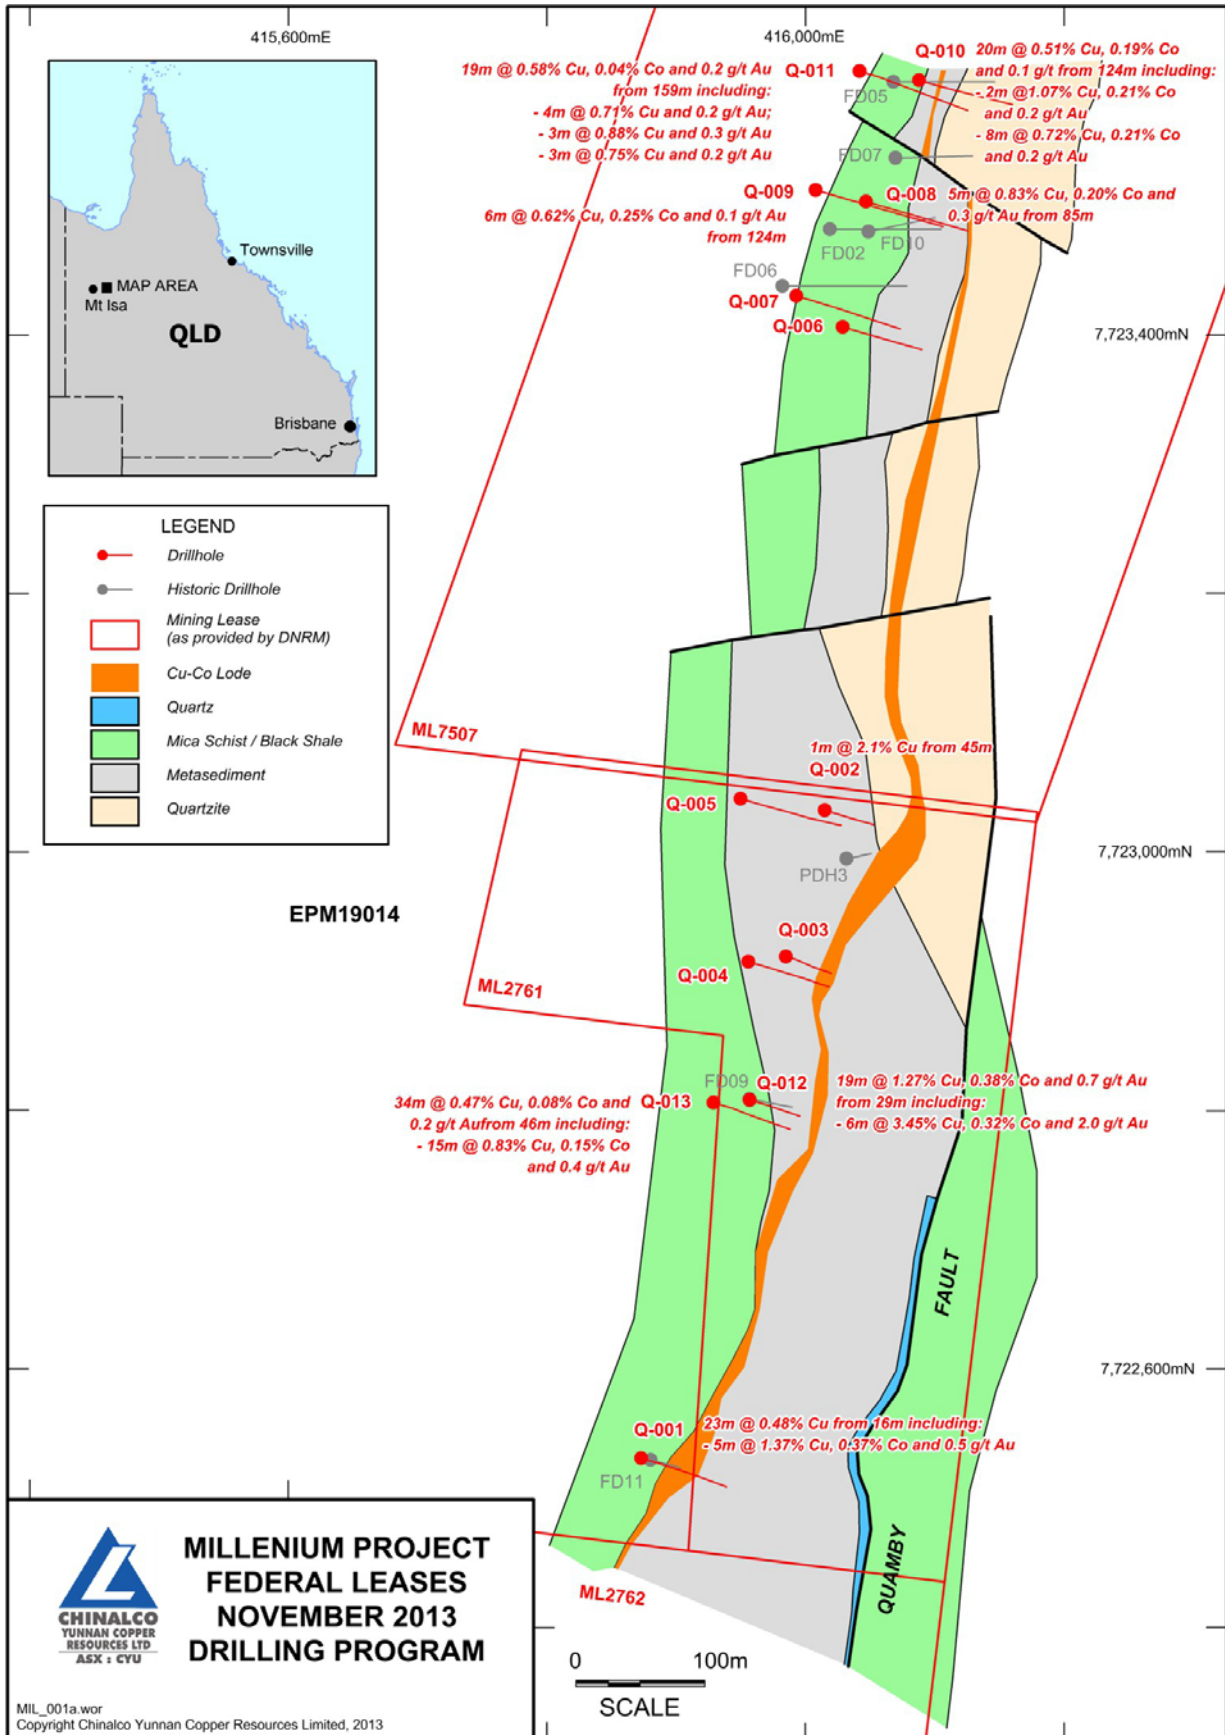 415,600mE
416,000mE
Townsville
MAP AREA
Mt Isa
QLD
Brisbane
LEGEND
Drillhole
Historic Drillhole
Mining Lease
(as provided by DNRM)
Cu-Co Lode
Quartz
Mica Schist / Black Shale
Metasediment
Quartzite
19m @ 0.58% Cu, 0.04% Co and 0.2 g/t Au
from 159m including:
- 4m @ 0.71% Cu and 0.2 g/t Au;
- 3m @ 0.88% Cu and 0.3 g/t Au
- 3m @ 0.75% Cu and 0.2 g/t Au
Q-011
FD05
Q-010
20m @ 0.51% Cu, 0.19% Co
and 0.1 g/t from 124m including:
- 2m @1.07% Cu, 0.21% Co
and 0.2 g/t Au
- 8m @ 0.72% Cu, 0.21% Co
and 0.2 g/t Au
FD07
Q-009
6m @ 0.62% Cu, 0.25% Co and 0.1 g/t Au
from 124m
Q-008
5m @ 0.83% Cu, 0.20% Co and
0.3 g/t Au from 85m
FD10
FD02
FD06
Q-007
Q-006
7,723,400mN
ML7507
1m @ 2.1% Cu from 45m
Q-002
Q-005
7,723,000mN
PDH3
EPM19014
Q-003
Q-004
ML2761
FD09
Q-012
Q-013
34m @ 0.47% Cu, 0.08% Co and
0.2 g/t Aufrom 46m including:
- 15m @ 0.83% Cu, 0.15% Co
and 0.4 g/t Au
19m @ 1.27% Cu, 0.38% Co and 0.7 g/t Au
from 29m including:
- 6m @ 3.45% Cu, 0.32% Co and 2.0 g/t Au
FAULT
7,722,600mN
Q-001
23m @ 0.48% Cu from 16m including:
- 5m @ 1.37% Cu, 0.37% Co and 0.5 g/t Au
FD11
QUAMBY
ML2762
CHINALCO
YUNNAN COPPER
RESOURCES LTD
ASX : CYU
MILLENIUM PROJECT
FEDERAL LEASES
NOVEMBER 2013
DRILLING PROGRAM
0 100m
SCALE
MIL_001a.wor
Copyright Chinalco Yunnan Copper Resources Limited, 2013